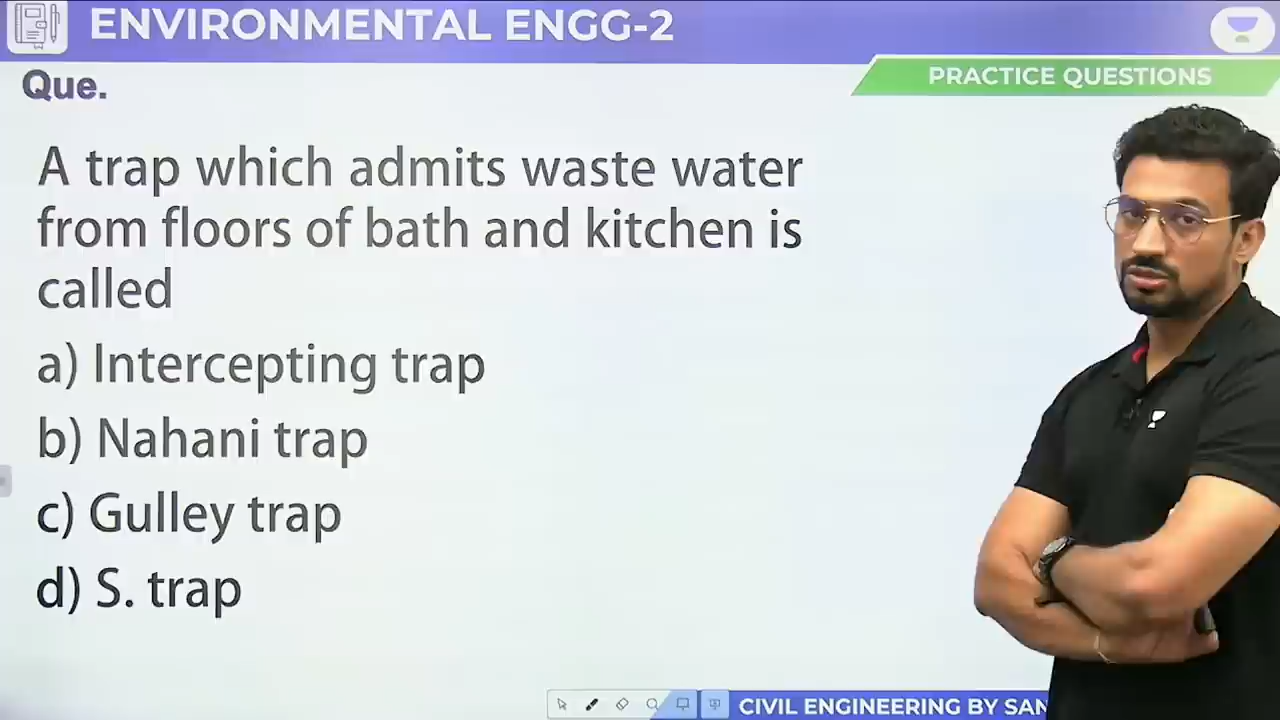 ENVIRONMENTAL ENGG-2
Que.
PRACTICE QUESTIONS
A trap which admits waste water
from floors of bath and kitchen is
called
a) Intercepting trap
b) Nahani trap
c) Gulley trap
d) S. trap
CIVIL ENGINEERING BY SAN